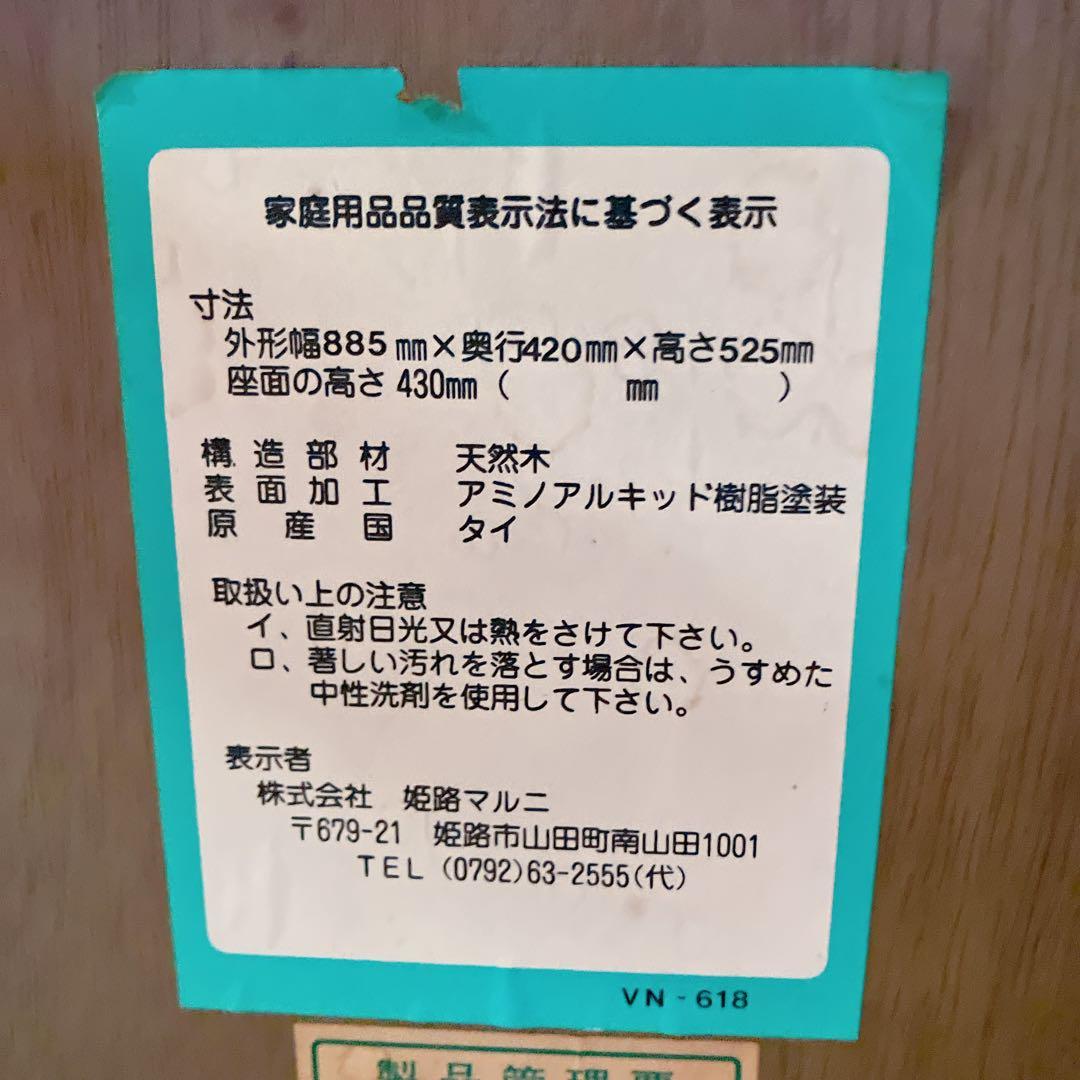 家庭用品品質表示法に基づく表示
寸法
外形幅885mm×奥行420mm×高さ525mm
座面の高さ 430mm ( mm )
構造部材 天然木
表面加工 アミノアルキッド樹脂塗装
原産国 タイ
取扱い上の注意
イ、直射日光又は熱をさけて下さい。
ロ、著しい汚れを落とす場合は、うすめた
中性洗剤を使用して下さい。
表示者
株式会社 姫路マルニ
〒679-21 姫路市山田町南山田1001
TEL (0792)63-2555(代)
VN-618
製品管理票